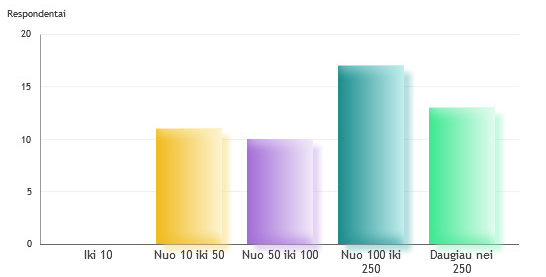 Respondentai
20
15
10
5
0
Iki 10
Nuo 10 iki 50
Nuo 50 iki 100
Nuo 100 iki
250
Daugiau nei
250